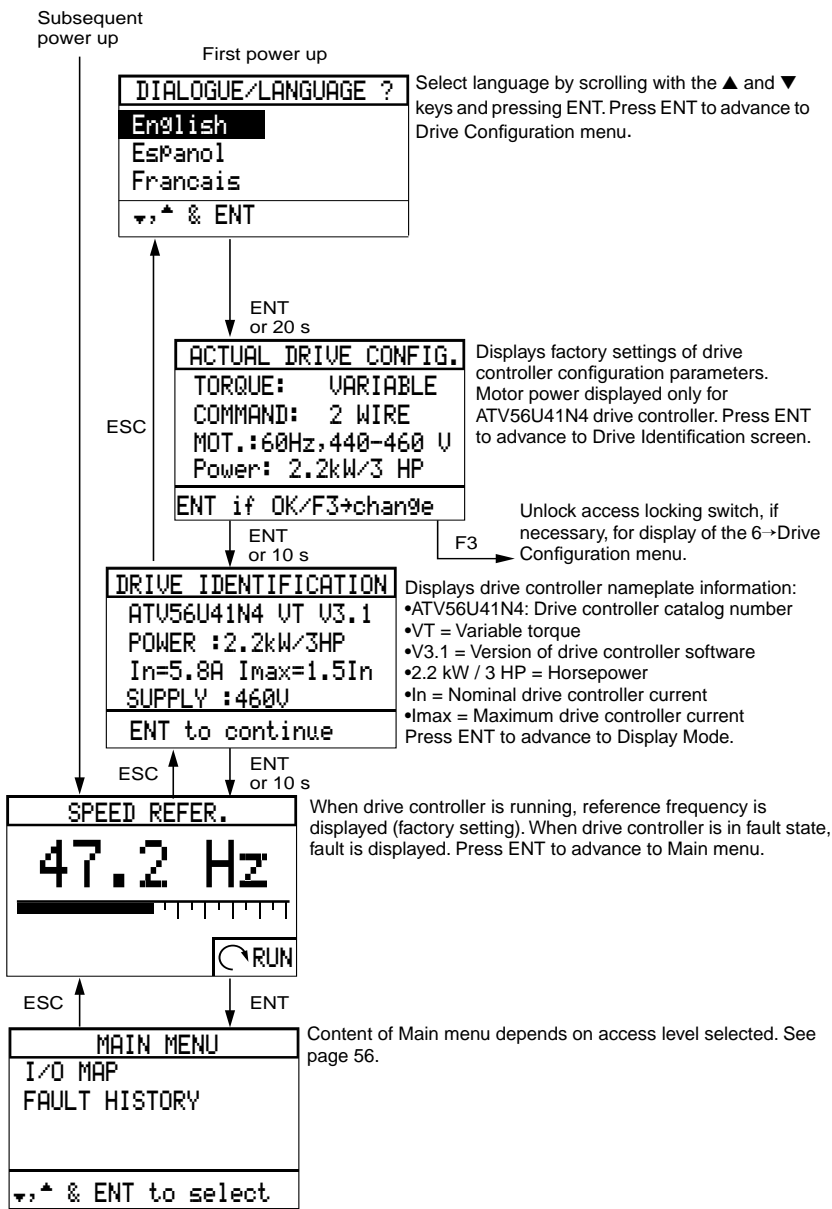 Subsequent
power up
First power up
DIALOGUE/LANGUAGE ?
English
Espanol
Francais
▼,▲ & ENT
Select language by scrolling with the ▲ and ▼
keys and pressing ENT. Press ENT to advance to
Drive Configuration menu.
ENT
or 20 s
ESC
ACTUAL DRIVE CONFIG.
TORQUE: VARIABLE
COMMAND: 2 WIRE
MOT.:60Hz,440-460 V
Power: 2.2kW/3 HP
ENT if OK/F3→change
Displays factory settings of drive
controller configuration parameters.
Motor power displayed only for
ATV56U41N4 drive controller. Press ENT
to advance to Drive Identification screen.
ENT
or 10 s
F3
Unlock access locking switch, if
necessary, for display of the 6→Drive
Configuration menu.
DRIVE IDENTIFICATION
ATV56U41N4 VT V3.1
POWER :2.2kW/3HP
In=5.8A Imax=1.5In
SUPPLY :460V
ENT to continue
Displays drive controller nameplate information:
•ATV56U41N4: Drive controller catalog number
•VT = Variable torque
•V3.1 = Version of drive controller software
•2.2 kW / 3 HP = Horsepower
•In = Nominal drive controller current
•Imax = Maximum drive controller current
Press ENT to advance to Display Mode.
ESC
ENT
or 10 s
SPEED REFER.
47.2 Hz
RUN
When drive controller is running, reference frequency is
displayed (factory setting). When drive controller is in fault state,
fault is displayed. Press ENT to advance to Main menu.
ESC
ENT
MAIN MENU
I/O MAP
FAULT HISTORY
▼,▲ & ENT to select
Content of Main menu depends on access level selected. See
page 56.